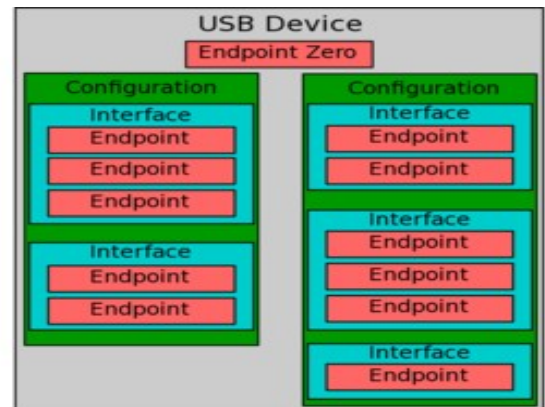 USB Device
Endpoint Zero
Configuration
Interface
Endpoint
Endpoint
Endpoint
Interface
Endpoint
Endpoint
Configuration
Interface
Endpoint
Endpoint
Interface
Endpoint
Endpoint
Endpoint
Interface
Endpoint